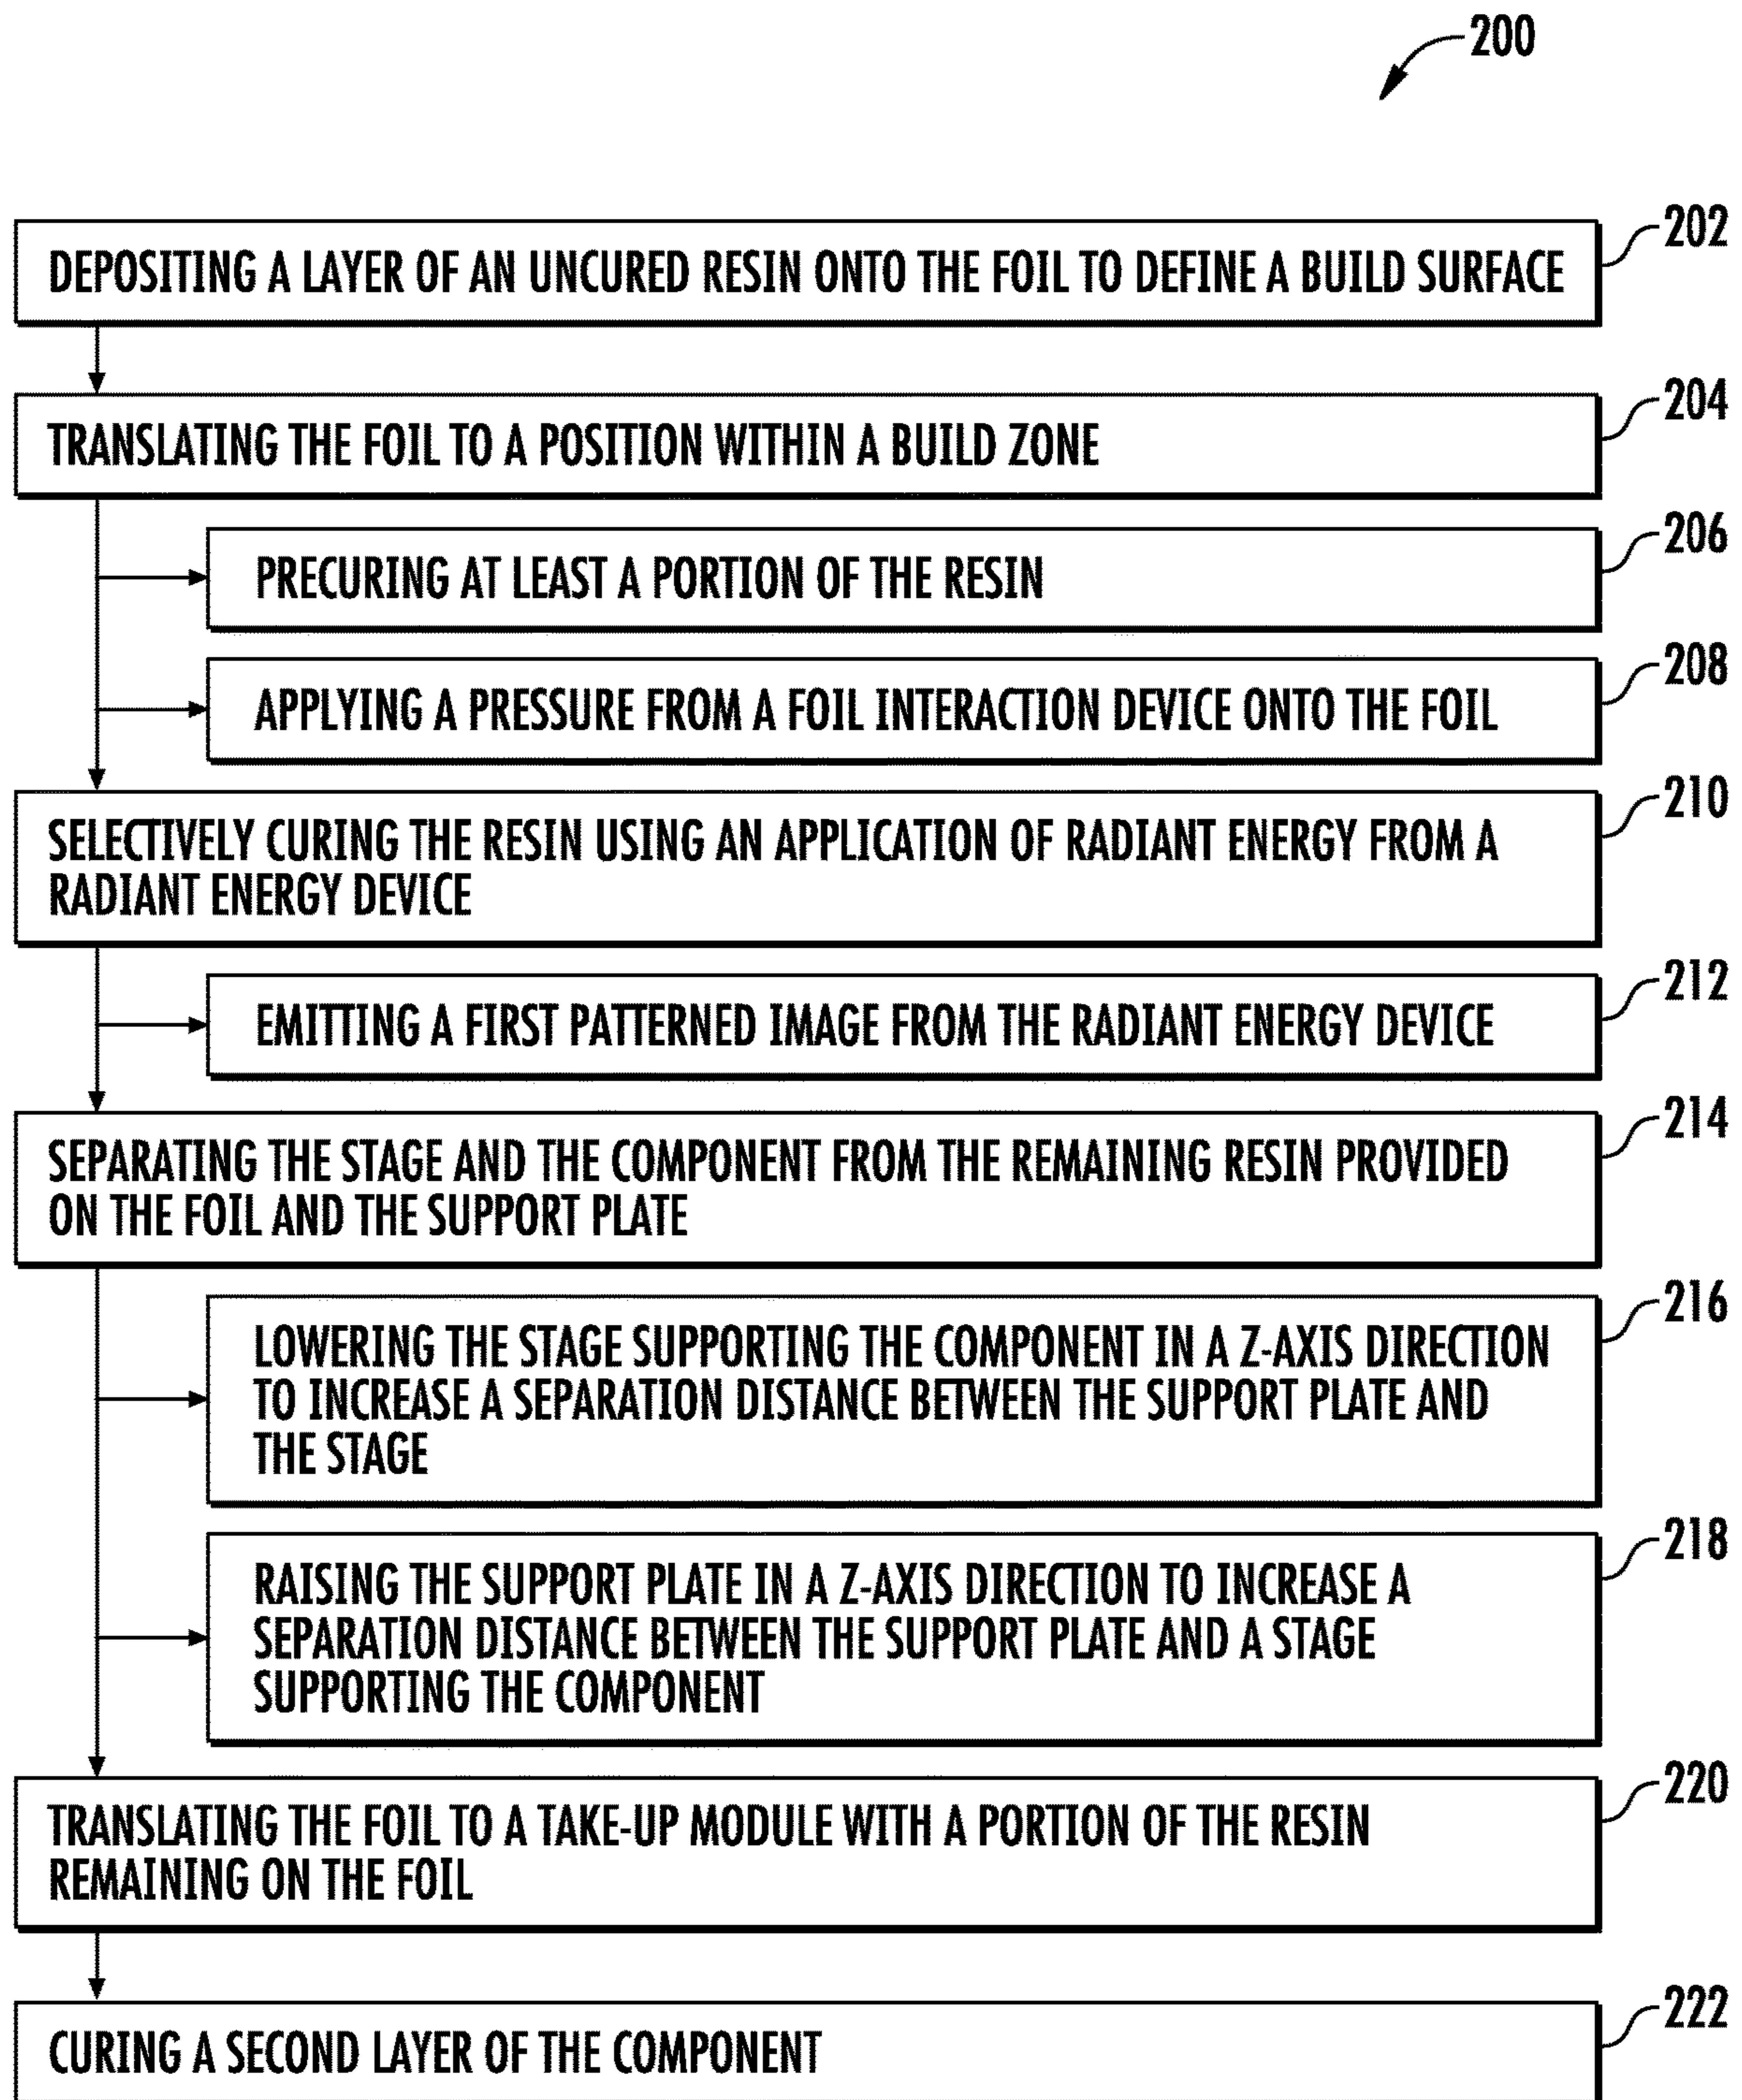 200
202
DEPOSITING A LAYER OF AN UNCURED RESIN ONTO THE FOIL TO DEFINE A BUILD SURFACE
204
TRANSLATING THE FOIL TO A POSITION WITHIN A BUILD ZONE
206
PRECURING AT LEAST A PORTION OF THE RESIN
208
APPLYING A PRESSURE FROM A FOIL INTERACTION DEVICE ONTO THE FOIL
210
SELECTIVELY CURING THE RESIN USING AN APPLICATION OF RADIANT ENERGY FROM A
RADIANT ENERGY DEVICE
212
EMITTING A FIRST PATTERNED IMAGE FROM THE RADIANT ENERGY DEVICE
214
SEPARATING THE STAGE AND THE COMPONENT FROM THE REMAINING RESIN PROVIDED
ON THE FOIL AND THE SUPPORT PLATE
216
LOWERING THE STAGE SUPPORTING THE COMPONENT IN A Z-AXIS DIRECTION
TO INCREASE A SEPARATION DISTANCE BETWEEN THE SUPPORT PLATE AND
THE STAGE
218
RAISING THE SUPPORT PLATE IN A Z-AXIS DIRECTION TO INCREASE A
SEPARATION DISTANCE BETWEEN THE SUPPORT PLATE AND A STAGE
SUPPORTING THE COMPONENT
220
TRANSLATING THE FOIL TO A TAKE-UP MODULE WITH A PORTION OF THE RESIN
REMAINING ON THE FOIL
222
CURING A SECOND LAYER OF THE COMPONENT